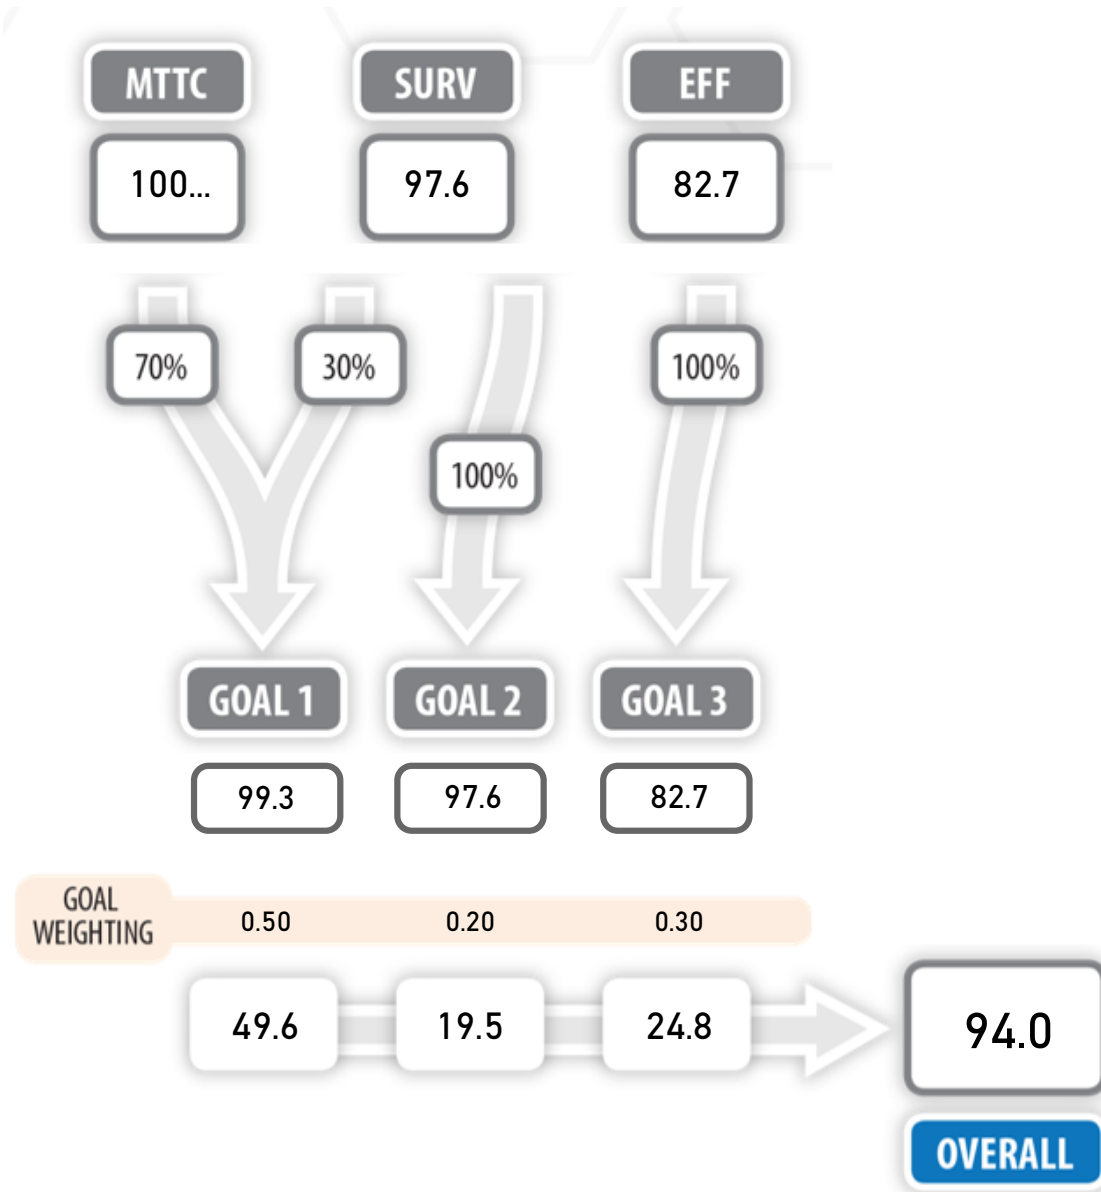 MTTC SURV EFF
100... 97.6 82.7
70% 30% 100%
100%
GOAL 1 GOAL 2 GOAL 3
99.3 97.6 82.7
GOAL
WEIGHTING
0.50 0.20 0.30
49.6 19.5 24.8 94.0
OVERALL